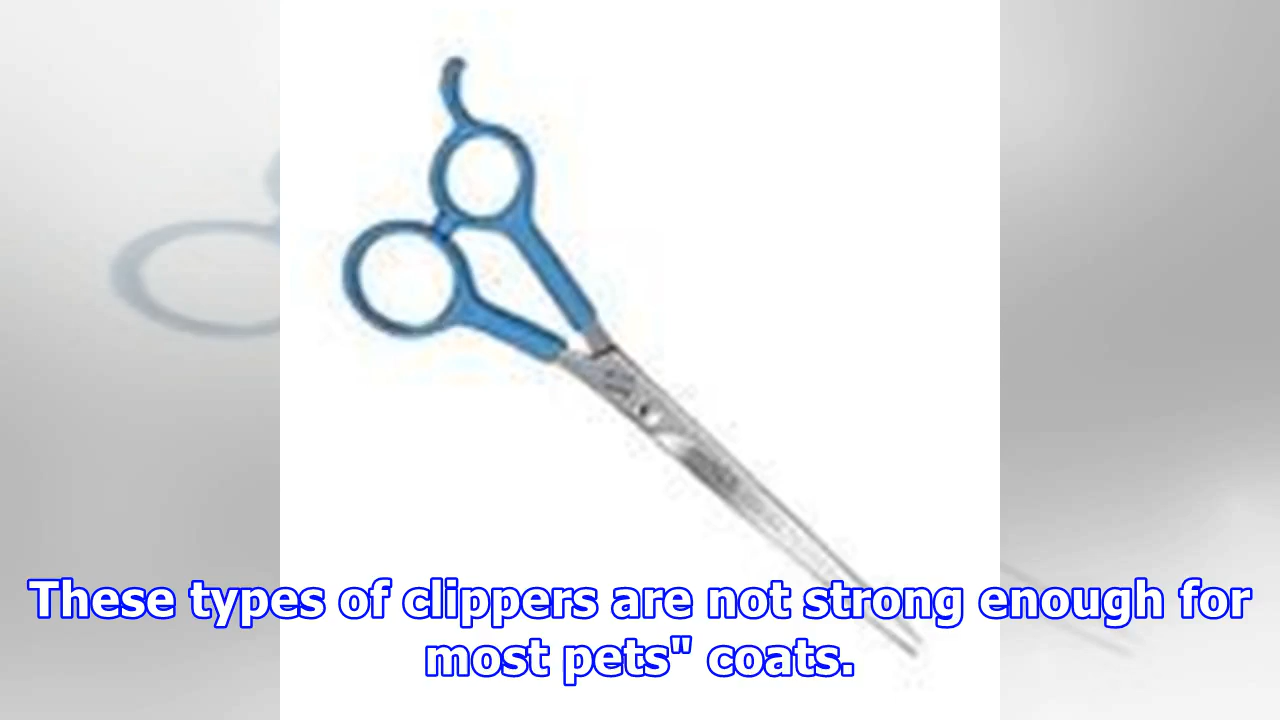 These types of clippers are not strong enough for
most pets" coats.